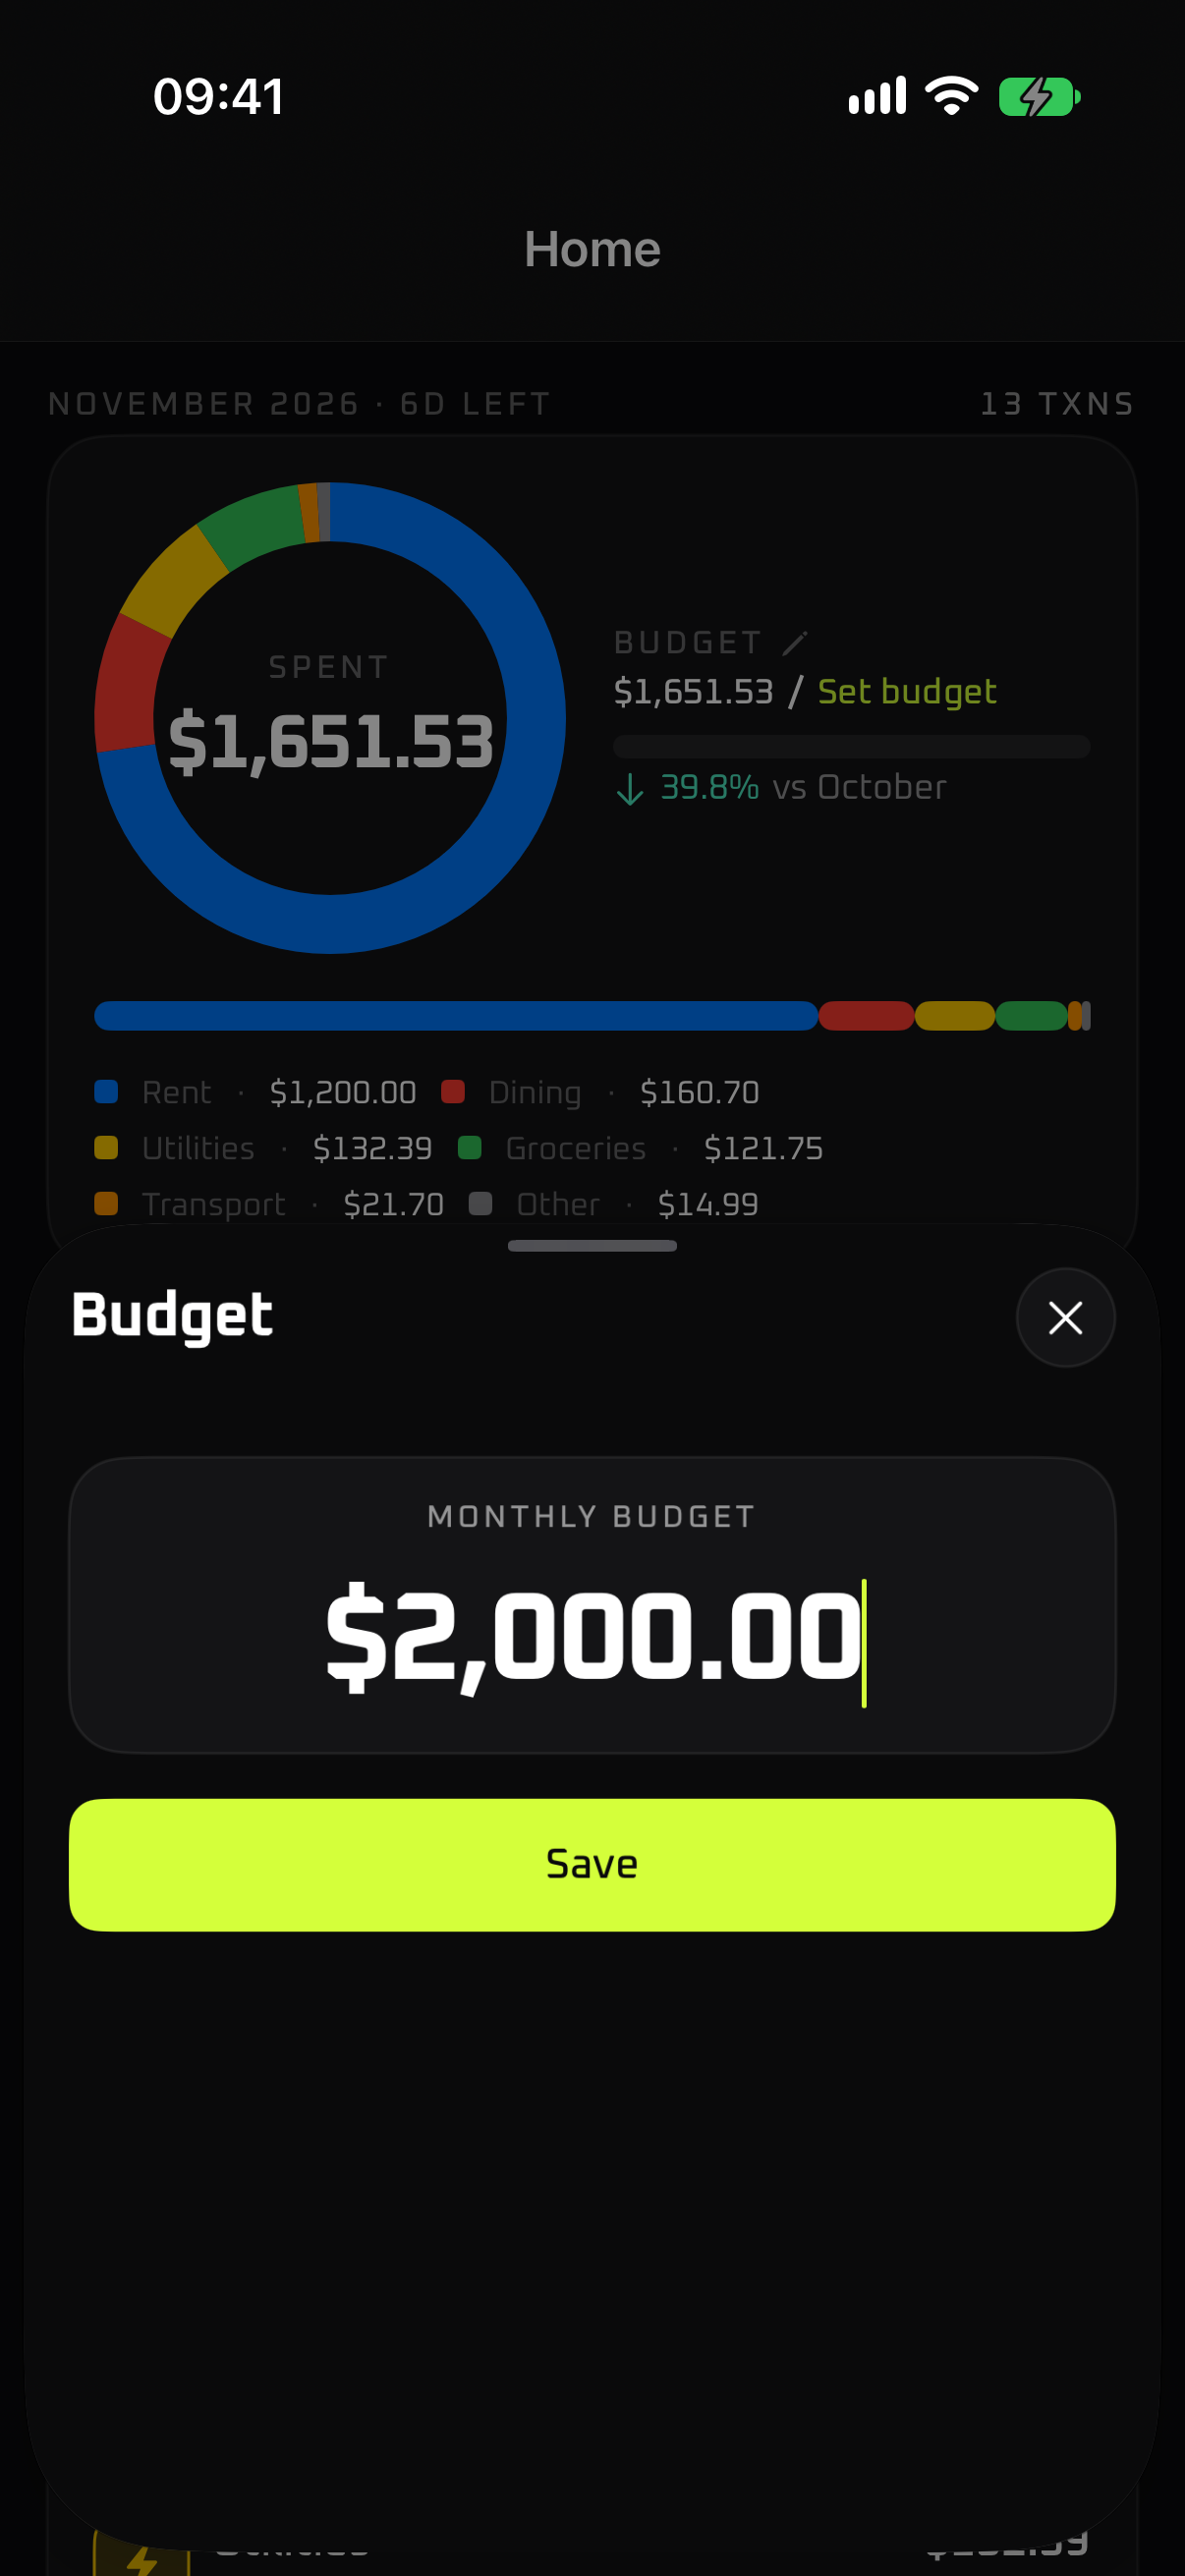 09:41
Home
NOVEMBER 2026 · 6D LEFT 13 TXNS
SPENT
$1,651.53
BUDGET
$1,651.53 / Set budget
↓ 39.8% vs October
Rent · $1,200.00 Dining · $160.70
Utilities · $132.39 Groceries · $121.75
Transport · $21.70 Other · $14.99
Budget
MONTHLY BUDGET
$2,000.00
Save